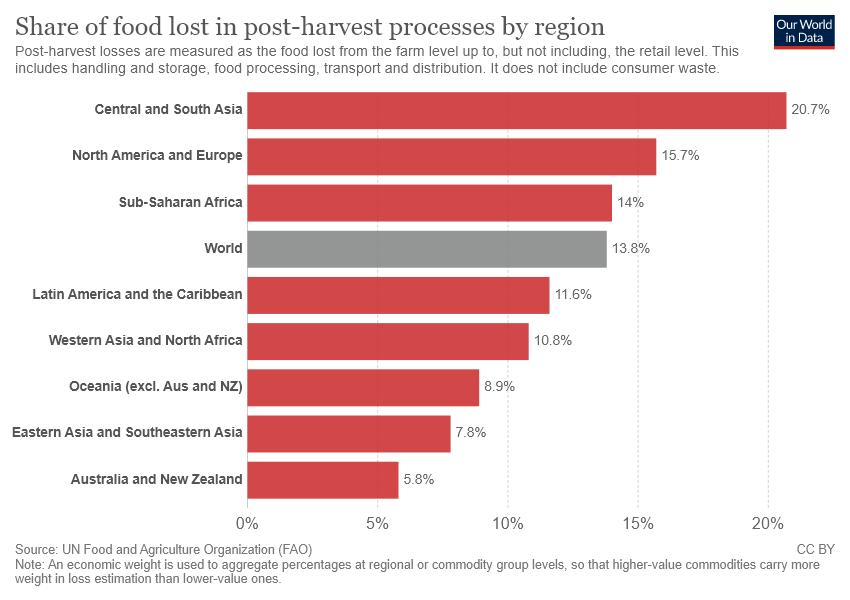 Share of food lost in post-harvest processes by region
Our World
in Data
Post-harvest losses are measured as the food lost from the farm level up to, but not including, the retail level. This
includes handling and storage, food processing, transport and distribution. It does not include consumer waste.
Central and South Asia 20.7%
North America and Europe 15.7%
Sub-Saharan Africa 14%
World 13.8%
Latin America and the Caribbean 11.6%
Western Asia and North Africa 10.8%
Oceania (excl. Aus and NZ) 8.9%
Eastern Asia and Southeastern Asia 7.8%
Australia and New Zealand 5.8%
0% 5% 10% 15% 20%
Source: UN Food and Agriculture Organization (FAO) CC BY
Note: An economic weight is used to aggregate percentages at regional or commodity group levels, so that higher-value commodities carry more
weight in loss estimation than lower-value ones.